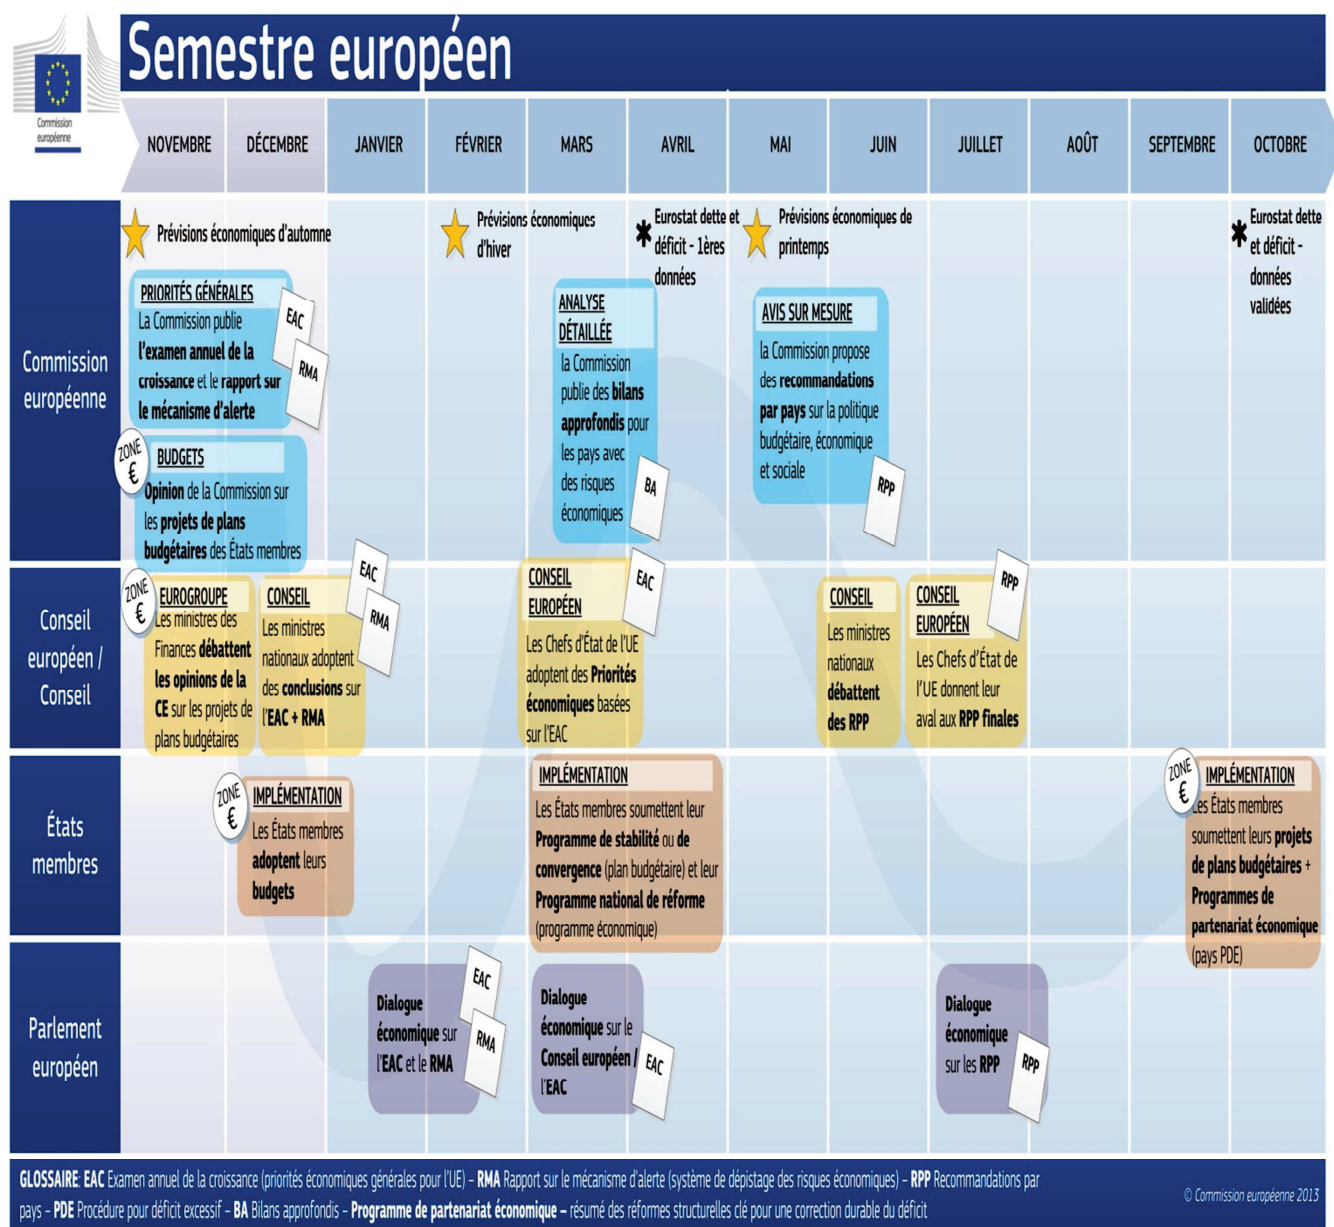 Commission
européenne
Semestre européen
NOVEMBRE
DÉCEMBRE
JANVIER
FÉVRIER
MARS
AVRIL
MAI
JUIN
JUILLET
AOÛT
SEPTEMBRE
OCTOBRE
Commission
européenne
Prévisions économiques d'automne
Prévisions économiques
d'hiver
Eurostat dette et
déficit - 1ères
données
Prévisions économiques de
printemps
Eurostat dette
et déficit -
données
validées
PRIORITÉS GÉNÉRALES
La Commission publie
l'examen annuel de la
croissance et le rapport sur
le mécanisme d'alerte
EAC
RMA
ZONE
€
BUDGETS
Opinion de la Commission sur
les projets de plans
budgétaires des États membres
ANALYSE
DÉTAILLÉE
la Commission
publie des bilans
approfondis pour
les pays avec
des risques
économiques
BA
AVIS SUR MESURE
la Commission propose
des recommandations
par pays sur la politique
budgétaire, économique
et sociale
RPP
Conseil
européen /
Conseil
ZONE
€
EUROGROUPE
Les ministres des
Finances débattent
les opinions de la
CE sur les projets de
plans budgétaires
CONSEIL
Les ministres
nationaux adoptent
des conclusions sur
l'EAC + RMA
EAC
RMA
CONSEIL
EUROPÉEN
Les Chefs d'État de l'UE
adoptent des Priorités
économiques basées
sur l'EAC
EAC
CONSEIL
Les ministres
nationaux
débattent
des RPP
CONSEIL
EUROPÉEN
Les Chefs d'État de
l'UE donnent leur
aval aux RPP finales
RPP
États
membres
ZONE
€
IMPLÉMENTATION
Les États membres
adoptent leurs
budgets
IMPLÉMENTATION
Les États membres soumettent leur
Programme de stabilité ou de
convergence (plan budgétaire) et leur
Programme national de réforme
(programme économique)
ZONE
€
IMPLÉMENTATION
Les États membres
soumettent leurs projets
de plans budgétaires +
Programmes de
partenariat économique
(pays PDE)
Parlement
européen
Dialogue
économique sur
l'EAC et le RMA
EAC
RMA
Dialogue
économique sur le
Conseil européen /
l'EAC
EAC
Dialogue
économique
sur les RPP
RPP
GLOSSAIRE: EAC Examen annuel de la croissance (priorités économiques générales pour l'UE) – RMA Rapport sur le mécanisme d'alerte (système de dépistage des risques économiques) – RPP Recommandations par
pays – PDE Procédure pour déficit excessif – BA Bilans approfondis – Programme de partenariat économique – résumé des réformes structurelles clé pour une correction durable du déficit
© Commission européenne 2013